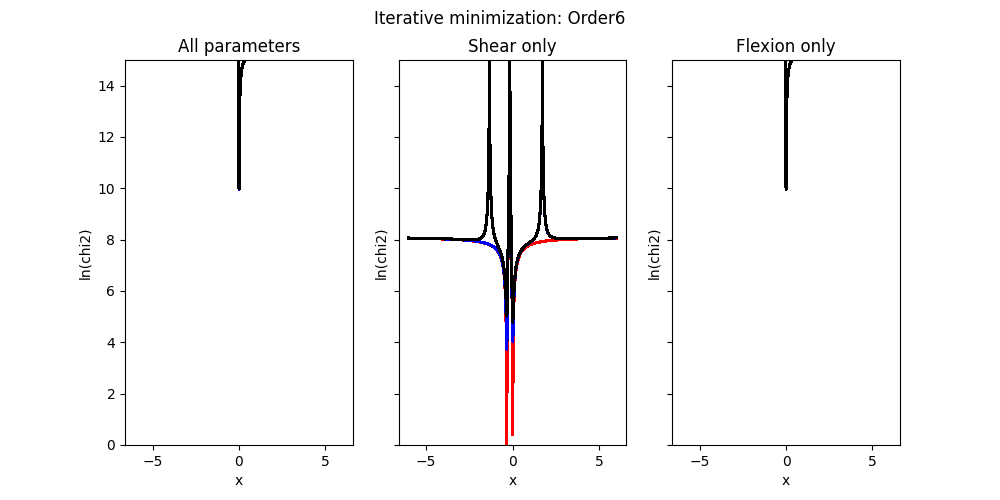 Iterative minimization: Order6
All parameters
Shear only
Flexion only
ln(chi2)
14
12
10
8
6
4
2
0
−5
0
5
x
ln(chi2)
−5
0
5
x
ln(chi2)
−5
0
5
x